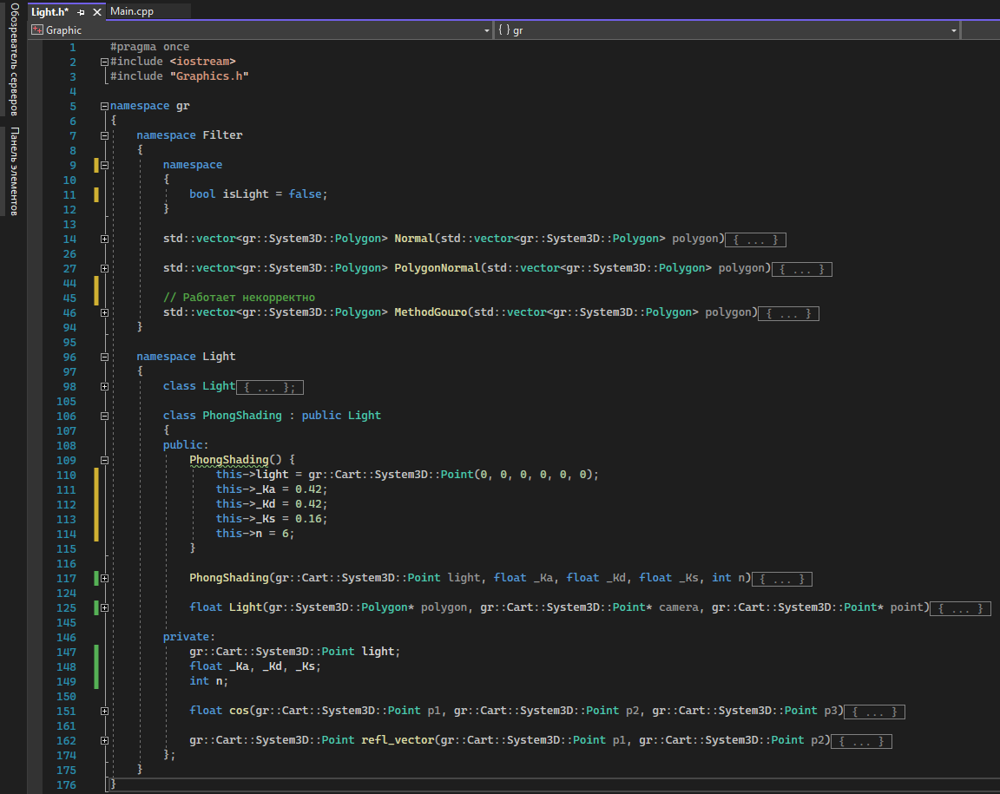 Обозреватель серверов
Панель элементов
Light.h* Main.cpp
Graphic { } gr
1 #pragma once
2 #include <iostream>
3 #include "Graphics.h"
4
5 namespace gr
6 {
7 namespace Filter
8 {
9 namespace
10 {
11 bool isLight = false;
12 }
13
14 std::vector<gr::System3D::Polygon> Normal(std::vector<gr::System3D::Polygon> polygon){ ... }
26
27 std::vector<gr::System3D::Polygon> PolygonNormal(std::vector<gr::System3D::Polygon> polygon){ ... }
44
45 // Работает некорректно
46 std::vector<gr::System3D::Polygon> MethodGouro(std::vector<gr::System3D::Polygon> polygon){ ... }
94 }
95
96 namespace Light
97 {
98 class Light{ ... };
105
106 class PhongShading : public Light
107 {
108 public:
109 PhongShading() {
110 this->light = gr::Cart::System3D::Point(0, 0, 0, 0, 0, 0);
111 this->_Ka = 0.42;
112 this->_Kd = 0.42;
113 this->_Ks = 0.16;
114 this->n = 6;
115 }
116
117 PhongShading(gr::Cart::System3D::Point light, float _Ka, float _Kd, float _Ks, int n){ ... }
124
125 float Light(gr::System3D::Polygon* polygon, gr::Cart::System3D::Point* camera, gr::Cart::System3D::Point* point){ ... }
145
146 private:
147 gr::Cart::System3D::Point light;
148 float _Ka, _Kd, _Ks;
149 int n;
150
151 float cos(gr::Cart::System3D::Point p1, gr::Cart::System3D::Point p2, gr::Cart::System3D::Point p3){ ... }
161
162 gr::Cart::System3D::Point refl_vector(gr::Cart::System3D::Point p1, gr::Cart::System3D::Point p2){ ... }
174 };
175 }
176 }